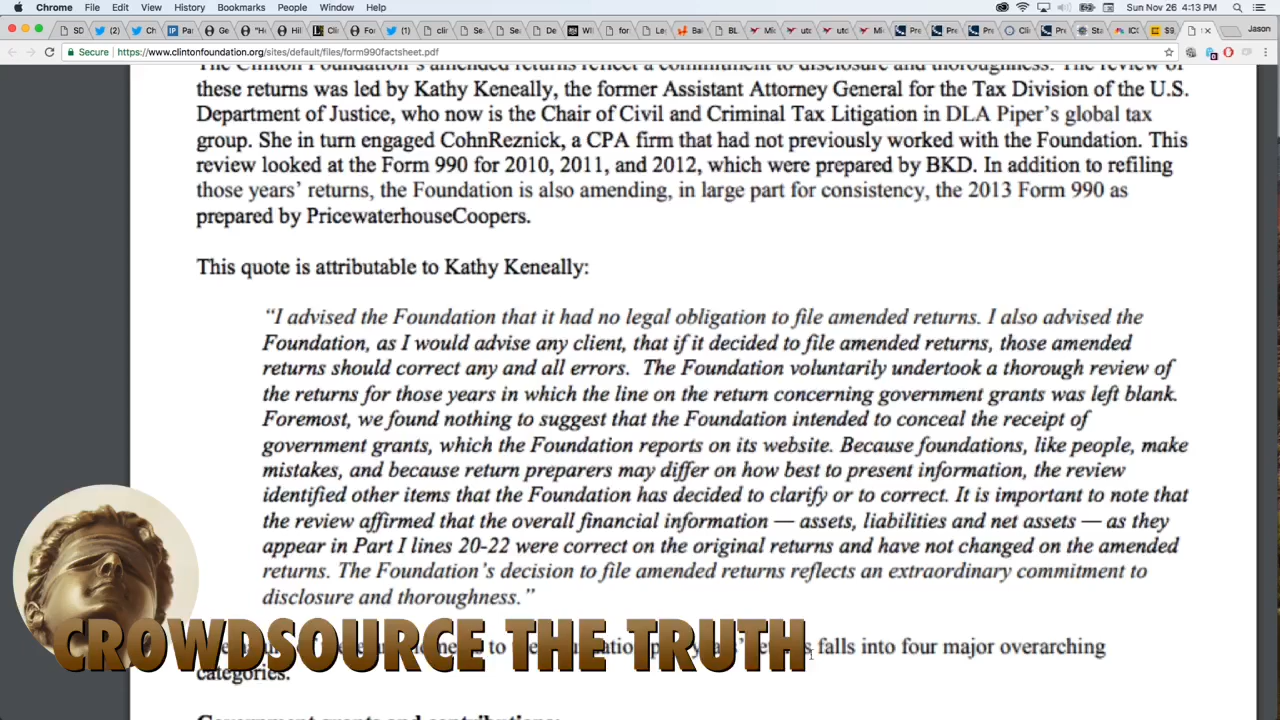 Chrome File Edit View History Bookmarks People Window Help Sun Nov 26 4:13 PM
Jason
Secure https://www.clintonfoundation.org/sites/default/files/form990factsheet.pdf
The Clinton Foundation's amended returns reflect a commitment to disclosure and thoroughness. The review of
these returns was led by Kathy Keneally, the former Assistant Attorney General for the Tax Division of the U.S.
Department of Justice, who now is the Chair of Civil and Criminal Tax Litigation in DLA Piper's global tax
group. She in turn engaged CohnReznick, a CPA firm that had not previously worked with the Foundation. This
review looked at the Form 990 for 2010, 2011, and 2012, which were prepared by BKD. In addition to refiling
those years' returns, the Foundation is also amending, in large part for consistency, the 2013 Form 990 as
prepared by PricewaterhouseCoopers.
This quote is attributable to Kathy Keneally:
“I advised the Foundation that it had no legal obligation to file amended returns. I also advised the
Foundation, as I would advise any client, that if it decided to file amended returns, those amended
returns should correct any and all errors. The Foundation voluntarily undertook a thorough review of
the returns for those years in which the line on the return concerning government grants was left blank.
Foremost, we found nothing to suggest that the Foundation intended to conceal the receipt of
government grants, which the Foundation reports on its website. Because foundations, like people, make
mistakes, and because return preparers may differ on how best to present information, the review
identified other items that the Foundation has decided to clarify or to correct. It is important to note that
the review affirmed that the overall financial information — assets, liabilities and net assets — as they
appear in Part I lines 20-22 were correct on the original returns and have not changed on the amended
returns. The Foundation's decision to file amended returns reflects an extraordinary commitment to
disclosure and thoroughness.”
falls into four major overarching
categories.
CROWDSOURCE THE TRUTH
Government grants and contributions: